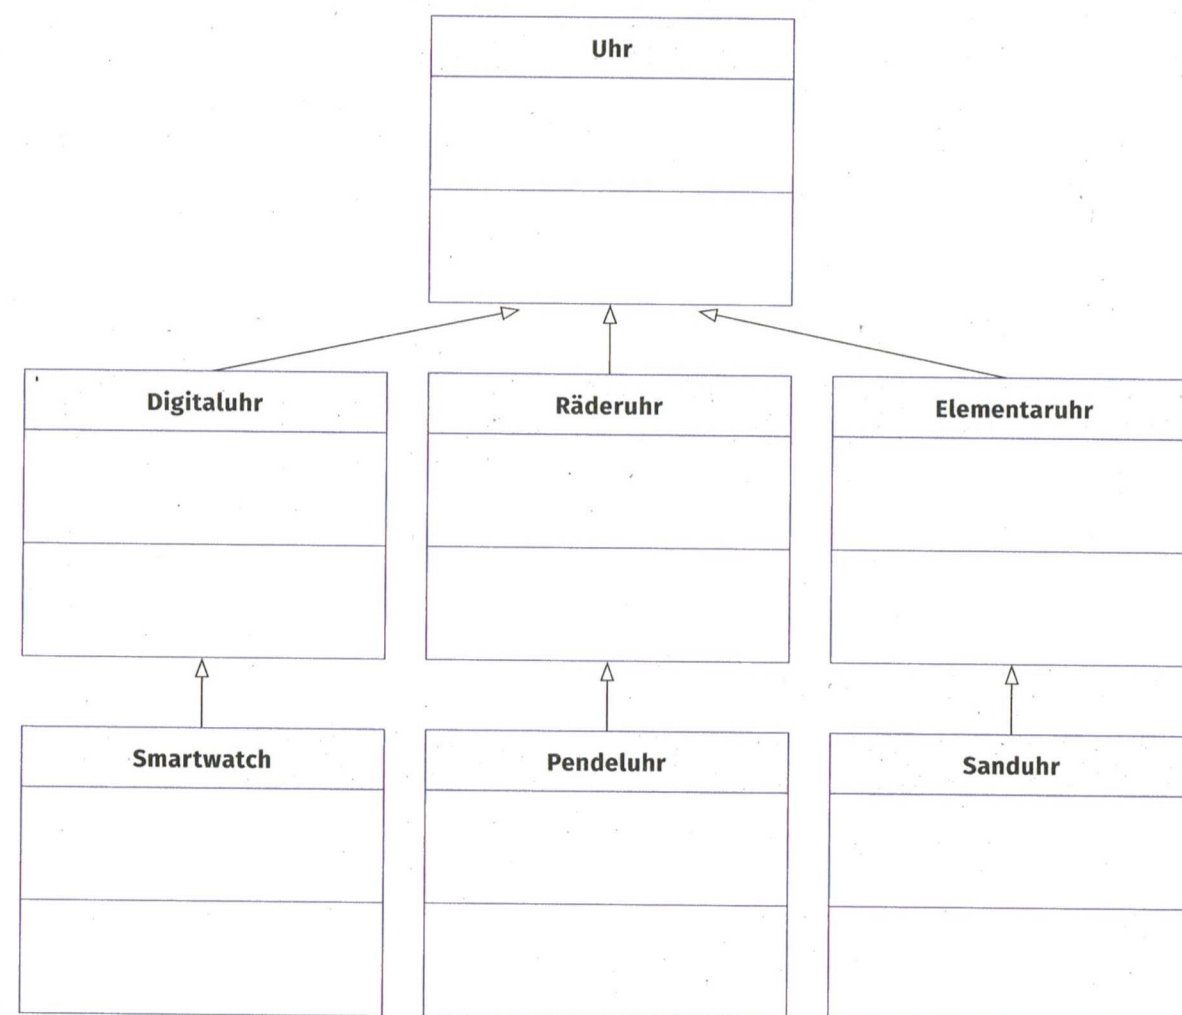 Uhr
Digitaluhr
Räderuhr
Elementaruhr
Smartwatch
Pendeluhr
Sanduhr